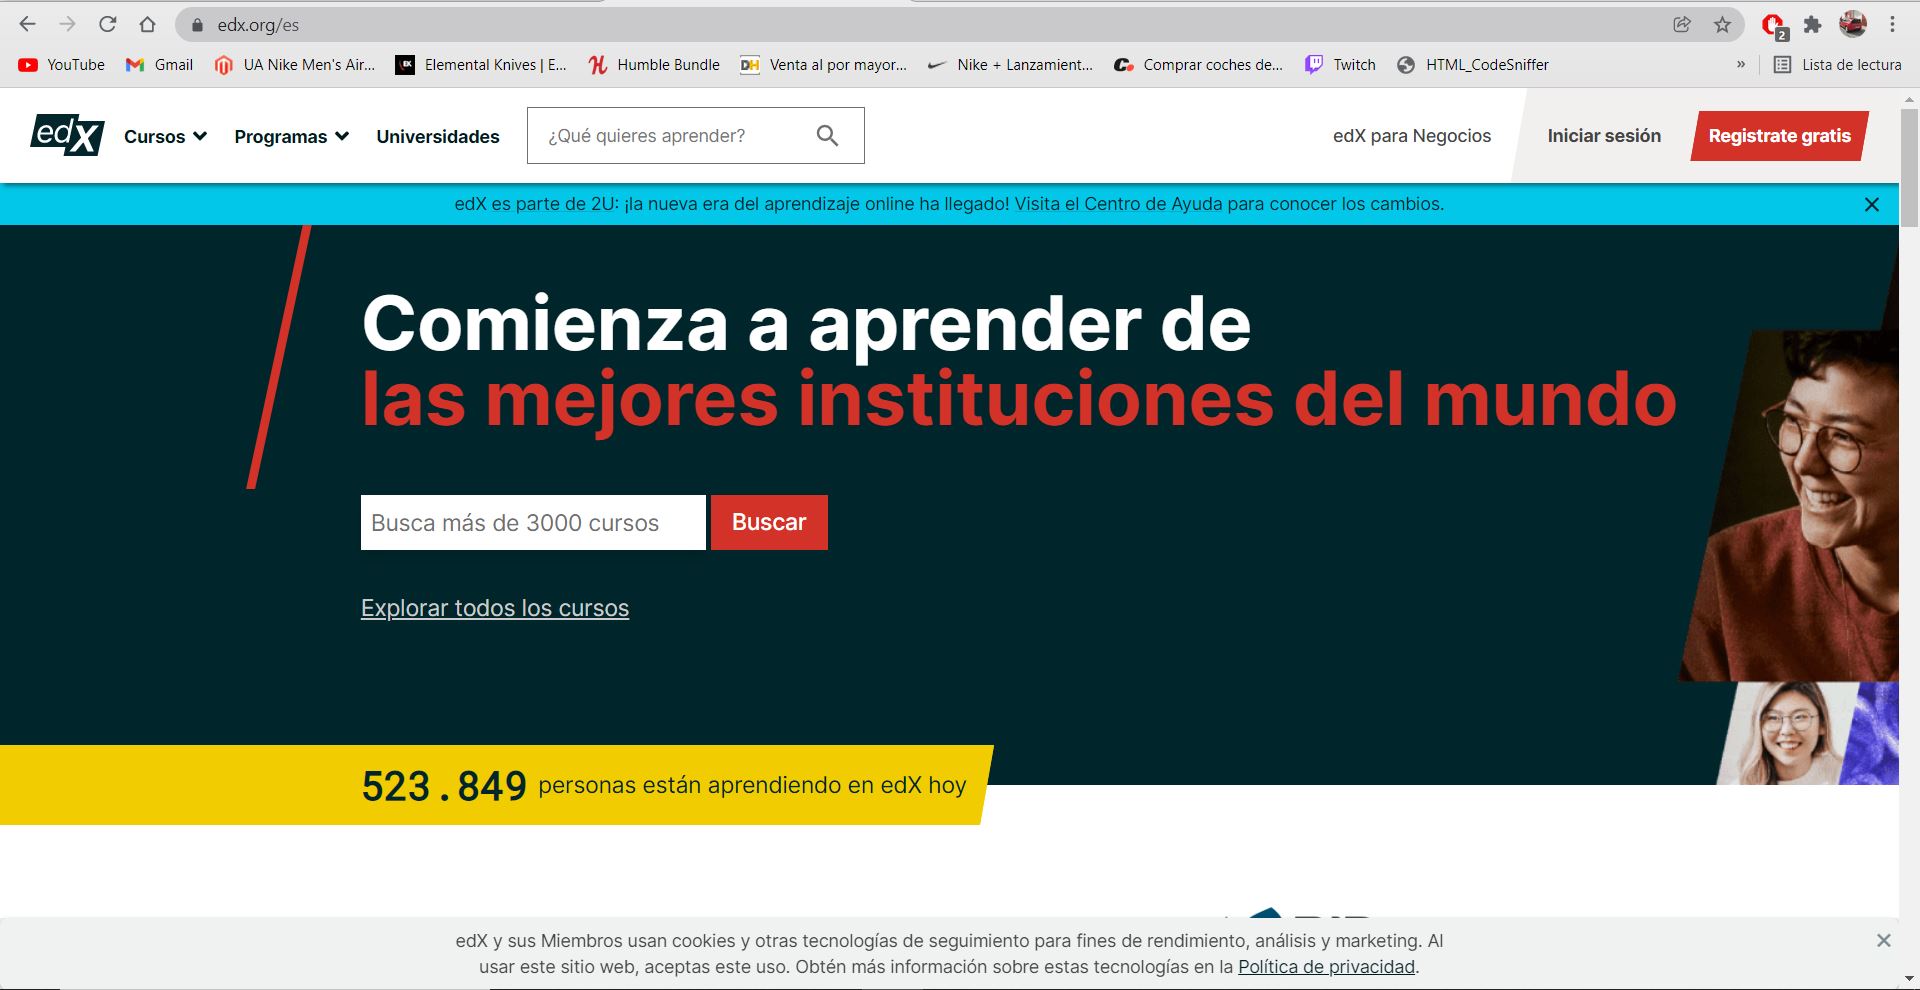 edx.org/es
2
YouTube
Gmail
UA Nike Men's Air...
EK
Elemental Knives | E...
Humble Bundle
DH
Venta al por mayor...
Nike + Lanzamient...
Comprar coches de...
Twitch
HTML_CodeSniffer
»
Lista de lectura
edX
Cursos
Programas
Universidades
¿Qué quieres aprender?
edX para Negocios
Iniciar sesión
Registrate gratis
edX es parte de 2U: ¡la nueva era del aprendizaje online ha llegado! Visita el Centro de Ayuda para conocer los cambios.
Comienza a aprender de
las mejores instituciones del mundo
Busca más de 3000 cursos
Buscar
Explorar todos los cursos
523.849 personas están aprendiendo en edX hoy
edX y sus Miembros usan cookies y otras tecnologías de seguimiento para fines de rendimiento, análisis y marketing. Al
usar este sitio web, aceptas este uso. Obtén más información sobre estas tecnologías en la Política de privacidad.